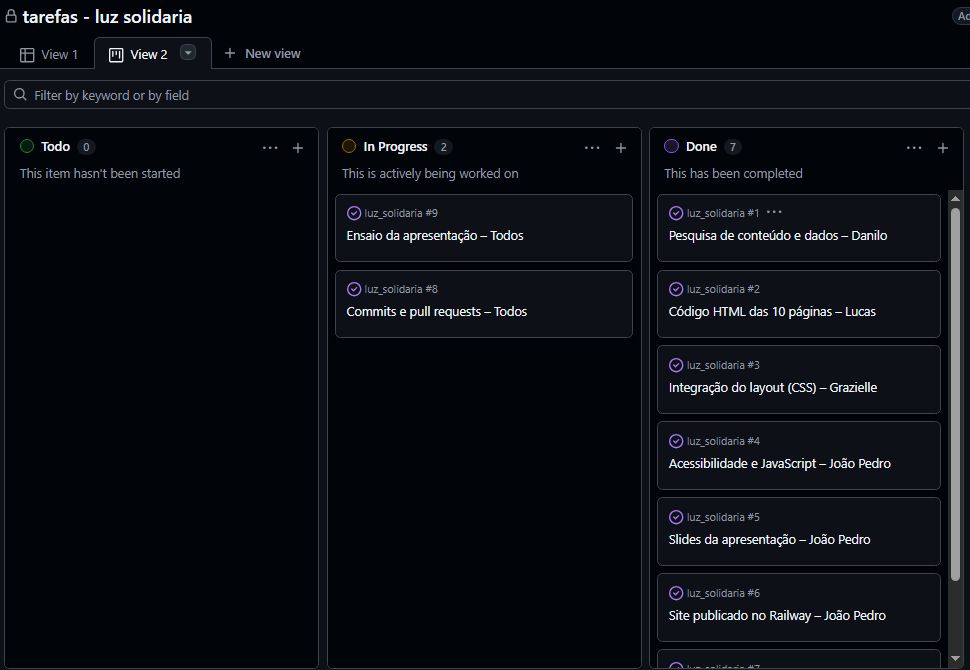 tarefas - luz solidaria
View 1
View 2
New view
Filter by keyword or by field
Todo 0
This item hasn't been started
In Progress 2
This is actively being worked on
luz_solidaria #9
Ensaio da apresentação – Todos
luz_solidaria #8
Commits e pull requests – Todos
Done 7
This has been completed
luz_solidaria #1
Pesquisa de conteúdo e dados – Danilo
luz_solidaria #2
Código HTML das 10 páginas – Lucas
luz_solidaria #3
Integração do layout (CSS) – Grazielle
luz_solidaria #4
Acessibilidade e JavaScript – João Pedro
luz_solidaria #5
Slides da apresentação – João Pedro
luz_solidaria #6
Site publicado no Railway – João Pedro
luz_solidaria #7